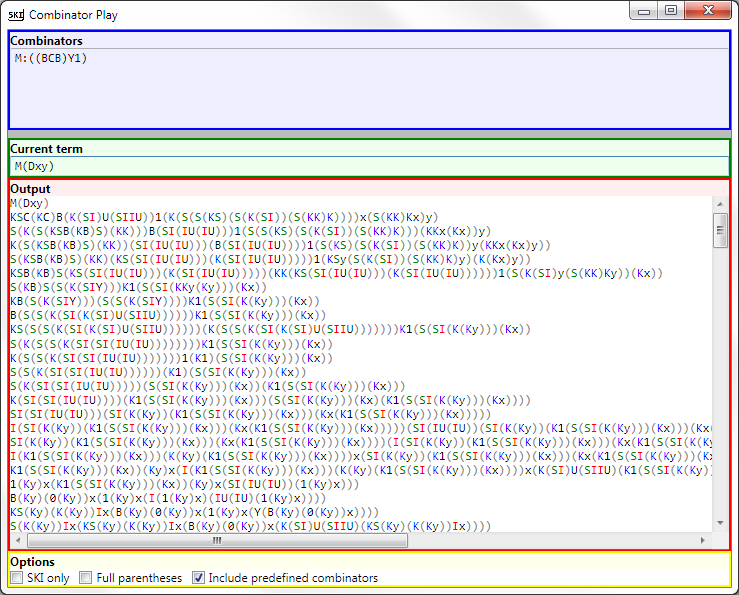 SKI Combinator Play
Combinators
M:((BCB)Y1)
Current term
M(Dxy)
Output
M(Dxy)
KSC(KC)B(K(SI)U(SIIU))1(K(S(S(KS)(S(K(SI))(S(KK)K))))x(S(KK)Kx)y)
S(K(S(KSB(KB)S)(KK)))B(SI(IU(IU)))1(S(S(KS)(S(K(SI))(S(KK)K)))(KKx(Kx))y)
K(S(KSB(KB)S)(KK))(SI(IU(IU)))(B(SI(IU(IU))))1(S(KS)(S(K(SI))(S(KK)K))y(KKx(Kx)y))
S(KSB(KB)S)(KK)(KS(SI(IU(IU)))(K(SI(IU(IU)))))1(KSy(S(K(SI))(S(KK)K)y)(K(Kx)y))
KSB(KB)S(KS(SI(IU(IU)))(K(SI(IU(IU)))))(KK(KS(SI(IU(IU)))(K(SI(IU(IU))))))1(S(K(SI)y(S(KK)Ky))(Kx))
S(KB)S(S(K(SIY)))K1(S(SI(KKy(Ky)))(Kx))
KB(S(K(SIY)))(S(S(K(SIY))))K1(S(SI(K(Ky)))(Kx))
B(S(S(K(SI(K(SI)U(SIIU))))))K1(S(SI(K(Ky)))(Kx))
KS(S(S(K(SI(K(SI)U(SIIU))))))(K(S(S(K(SI(K(SI)U(SIIU)))))))K1(S(SI(K(Ky)))(Kx))
S(K(S(S(K(SI(SI(IU(IU))))))))K1(S(SI(K(Ky)))(Kx))
K(S(S(K(SI(SI(IU(IU)))))))1(K1)(S(SI(K(Ky)))(Kx))
S(S(K(SI(SI(IU(IU))))))(K1)(S(SI(K(Ky)))(Kx))
S(K(SI(SI(IU(IU)))))(S(SI(K(Ky)))(Kx))(K1(S(SI(K(Ky)))(Kx)))
K(SI(SI(IU(IU))))(K1(S(SI(K(Ky)))(Kx)))(S(SI(K(Ky)))(Kx)(K1(S(SI(K(Ky)))(Kx))))
SI(SI(IU(IU)))(SI(K(Ky))(K1(S(SI(K(Ky)))(Kx)))(Kx(K1(S(SI(K(Ky)))(Kx)))))
I(SI(K(Ky))(K1(S(SI(K(Ky)))(Kx)))(Kx(K1(S(SI(K(Ky)))(Kx)))))(SI(IU(IU))(SI(K(Ky))(K1(S(SI(K(Ky)))(Kx)))(Kx(
SI(K(Ky))(K1(S(SI(K(Ky)))(Kx)))(Kx(K1(S(SI(K(Ky)))(Kx))))(I(SI(K(Ky))(K1(S(SI(K(Ky)))(Kx)))(Kx(K1(S(SI(K(Ky
I(K1(S(SI(K(Ky)))(Kx)))(K(Ky)(K1(S(SI(K(Ky)))(Kx))))x(SI(K(Ky))(K1(S(SI(K(Ky)))(Kx)))(Kx(K1(S(SI(K(Ky)))(Kx)
K1(S(SI(K(Ky)))(Kx))(Ky)x(I(K1(S(SI(K(Ky)))(Kx)))(K(Ky)(K1(S(SI(K(Ky)))(Kx))))x(K(SI)U(SIIU)(K1(S(SI(K(Ky))
1(Ky)x(K1(S(SI(K(Ky)))(Kx))(Ky)x(SI(IU(IU))(1(Ky)x)))
B(Ky)(0(Ky))x(1(Ky)x(I(1(Ky)x)(IU(IU)(1(Ky)x))))
KS(Ky)(K(Ky))Ix(B(Ky)(0(Ky))x(1(Ky)x(Y(B(Ky)(0(Ky))x))))
S(K(Ky))Ix(KS(Ky)(K(Ky))Ix(B(Ky)(0(Ky))x(K(SI)U(SIIU)(KS(Ky)(K(Ky))Ix))))
Options
SKI only Full parentheses Include predefined combinators